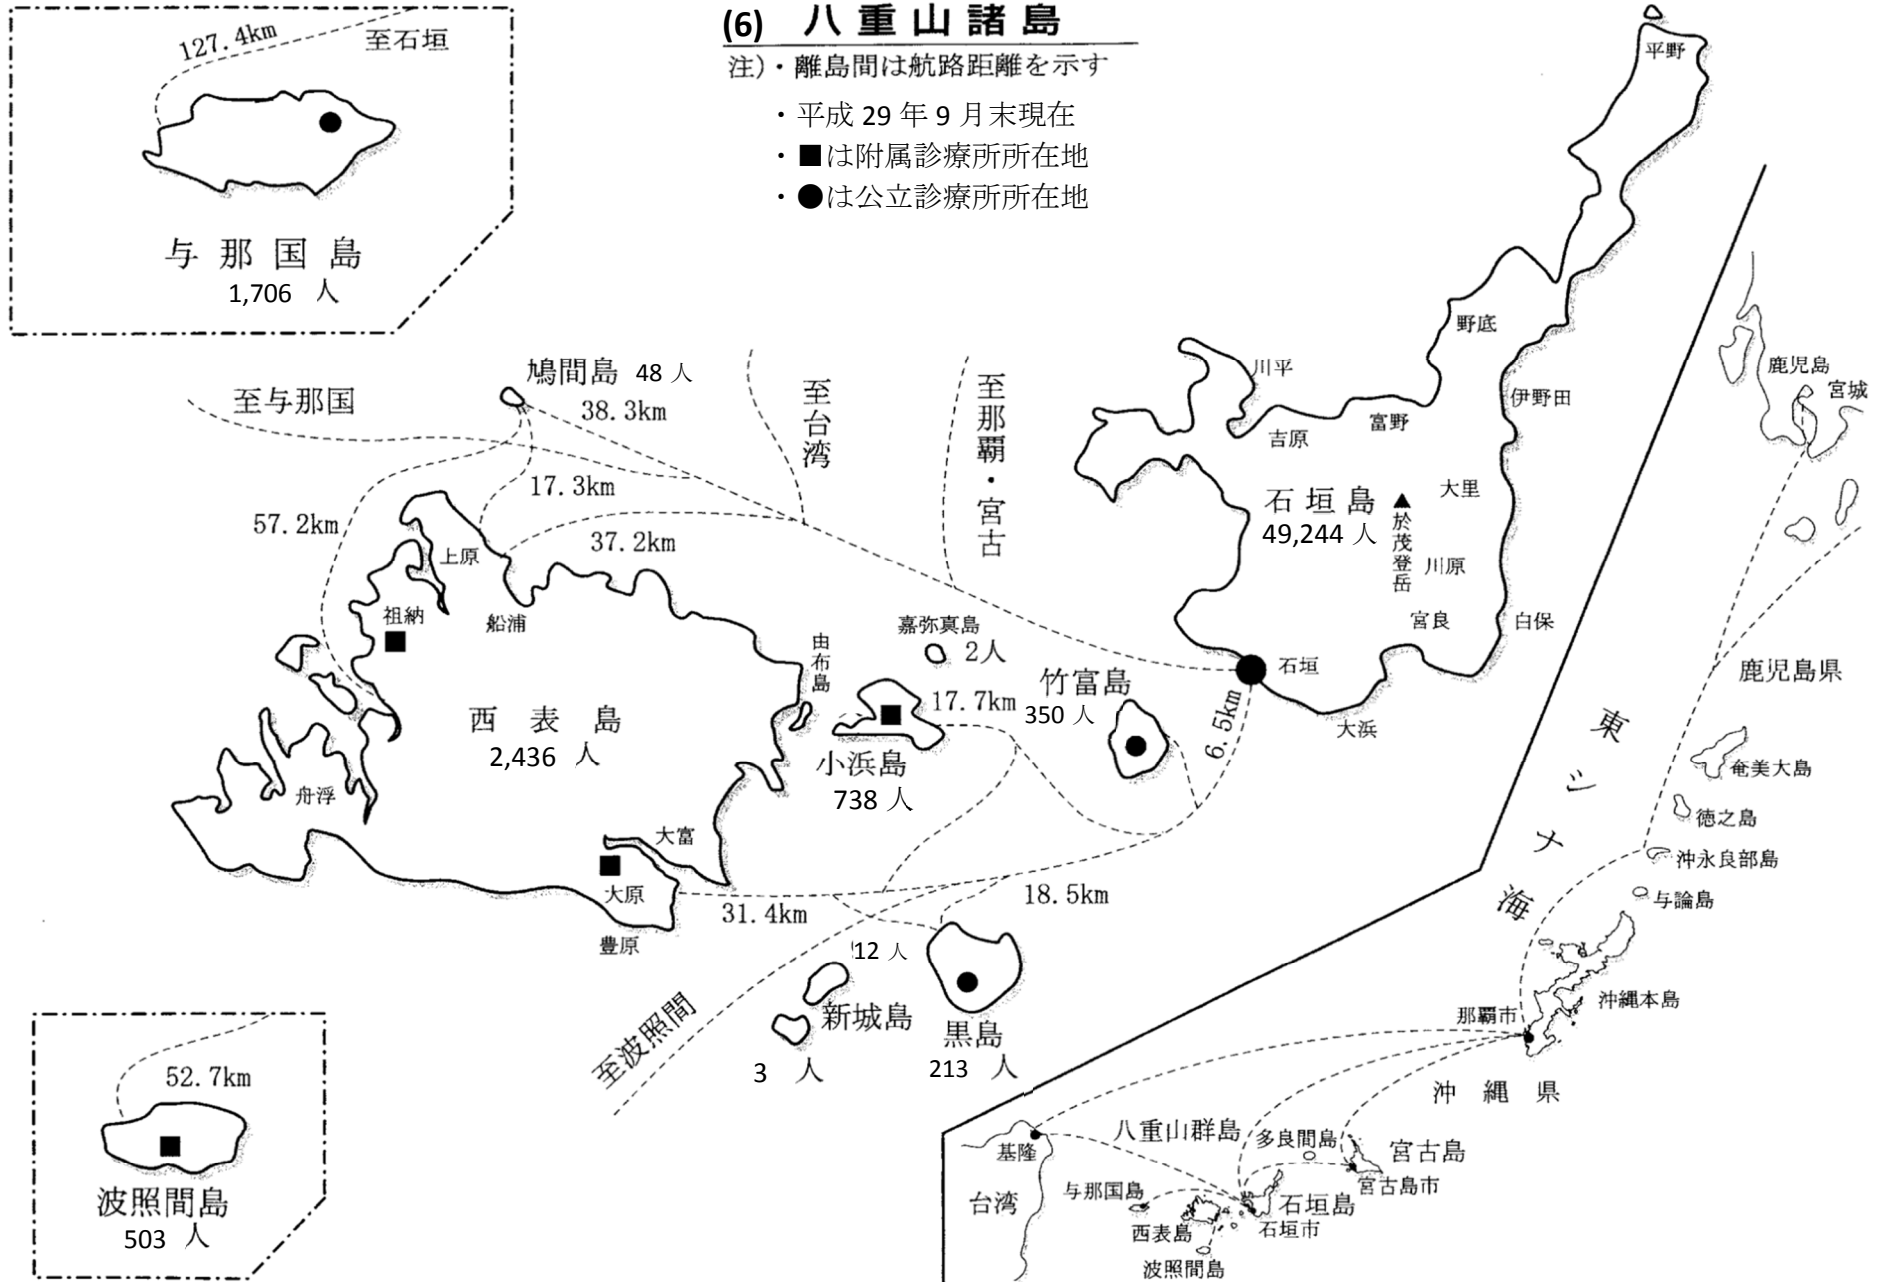 (6) 八重山諸島
注)・離島間は航路距離を示す
・平成 29 年 9 月末現在
・■は附属診療所所在地
・●は公立診療所所在地
127.4km
至石垣
与那国島
1,706 人
平野
野底
川平
伊野田
富野
吉原
大里
石垣島
49,244 人
於茂登岳
川原
宮良
白保
石垣
大浜
鳩間島 48 人
38.3km
至与那国
至台湾
至那覇・宮古
17.3km
57.2km
37.2km
上原
祖納
船浦
由布島
嘉弥真島
2人
竹富島
350 人
17.7km
6.5km
西表島
2,436 人
小浜島
738 人
舟浮
大富
大原
豊原
31.4km
18.5km
12 人
新城島
3 人
黒島
213 人
至波照間
52.7km
波照間島
503 人
鹿児島
宮城
鹿児島県
東シナ海
奄美大島
徳之島
沖永良部島
与論島
沖縄本島
那覇市
沖縄県
八重山群島
多良間島
宮古島
宮古島市
基隆
台湾
与那国島
西表島
石垣島
石垣市
波照間島